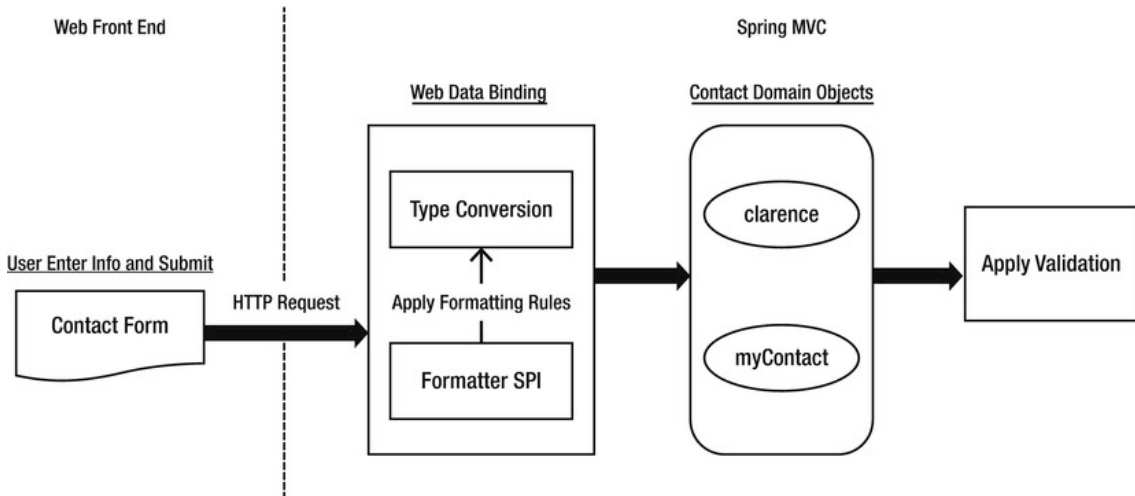 Web Front End
Spring MVC
Web Data Binding
Contact Domain Objects
Type Conversion
clarence
User Enter Info and Submit
Apply Validation
HTTP Request
Apply Formatting Rules
Contact Form
myContact
Formatter SPI